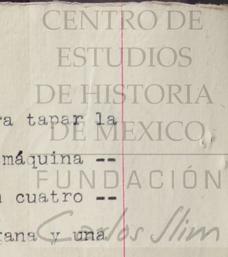 CENTRO DE
ESTUDIOS
DE HISTORIA
ra tapar la
DE MEXICO
máquina --
FUNDACIÓN
cuatro --
Carlos Slim
ana y una